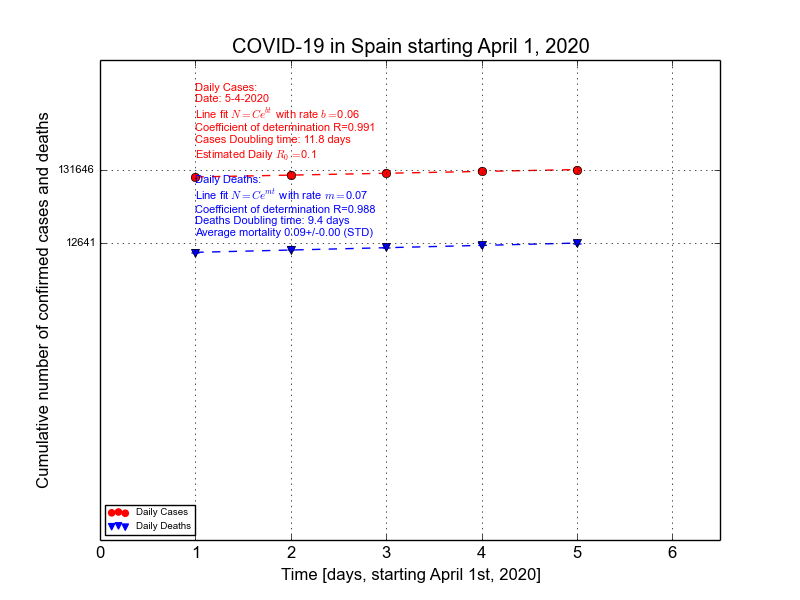 COVID-19 in Spain starting April 1, 2020
Cumulative number of confirmed cases and deaths
Daily Cases:
Date: 5-4-2020
Line fit N=Ce^{bt} with rate b=0.06
Coefficient of determination R=0.991
Cases Doubling time: 11.8 days
Estimated Daily R_0=0.1
131646
Daily Deaths:
Line fit N=Ce^{mt} with rate m=0.07
Coefficient of determination R=0.988
Deaths Doubling time: 9.4 days
Average mortality 0.09+/-0.00 (STD)
12641
Daily Cases
Daily Deaths
0 1 2 3 4 5 6
Time [days, starting April 1st, 2020]